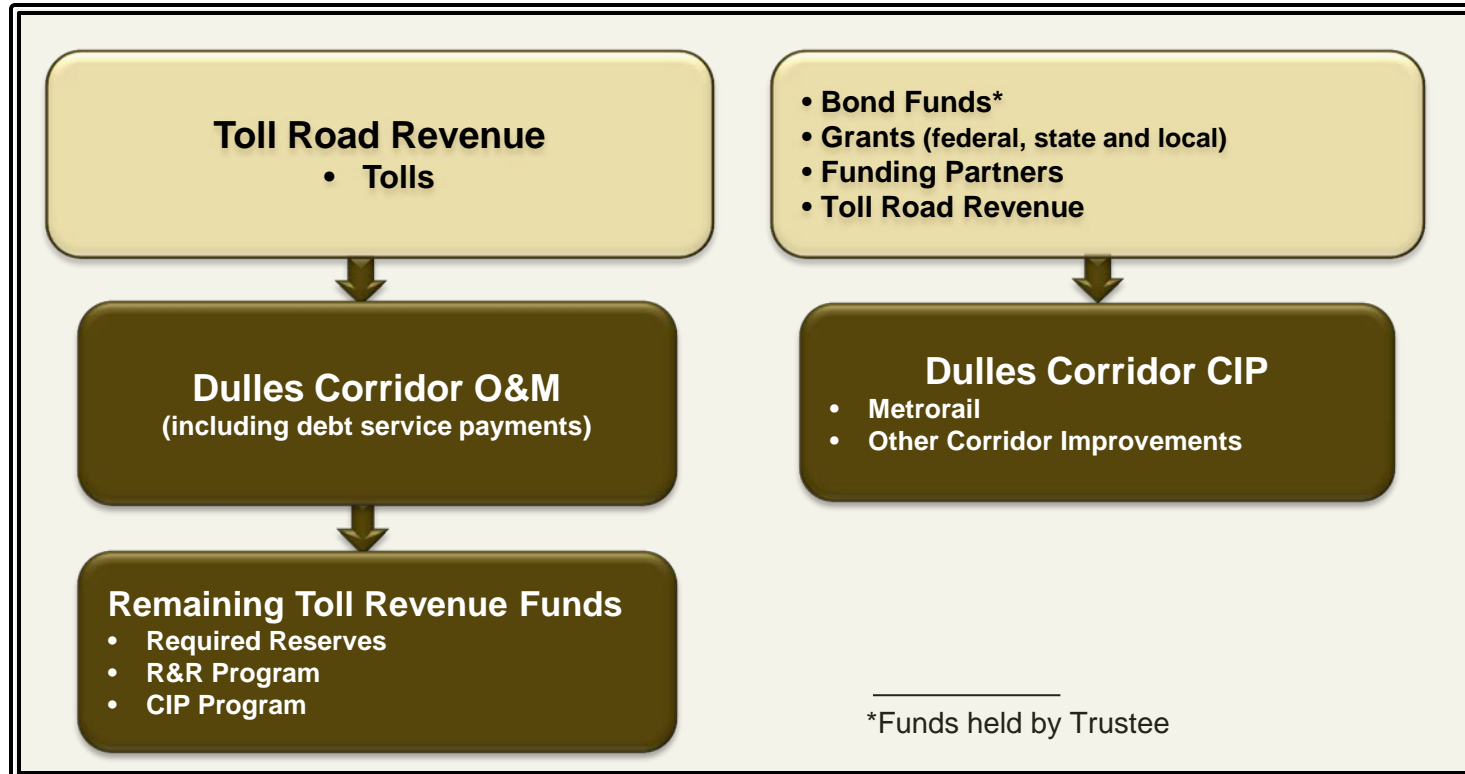 Toll Road Revenue
• Tolls
Dulles Corridor O&M
(including debt service payments)
Remaining Toll Revenue Funds
• Required Reserves
• R&R Program
• CIP Program
• Bond Funds*
• Grants (federal, state and local)
• Funding Partners
• Toll Road Revenue
Dulles Corridor CIP
• Metrorail
• Other Corridor Improvements
*Funds held by Trustee